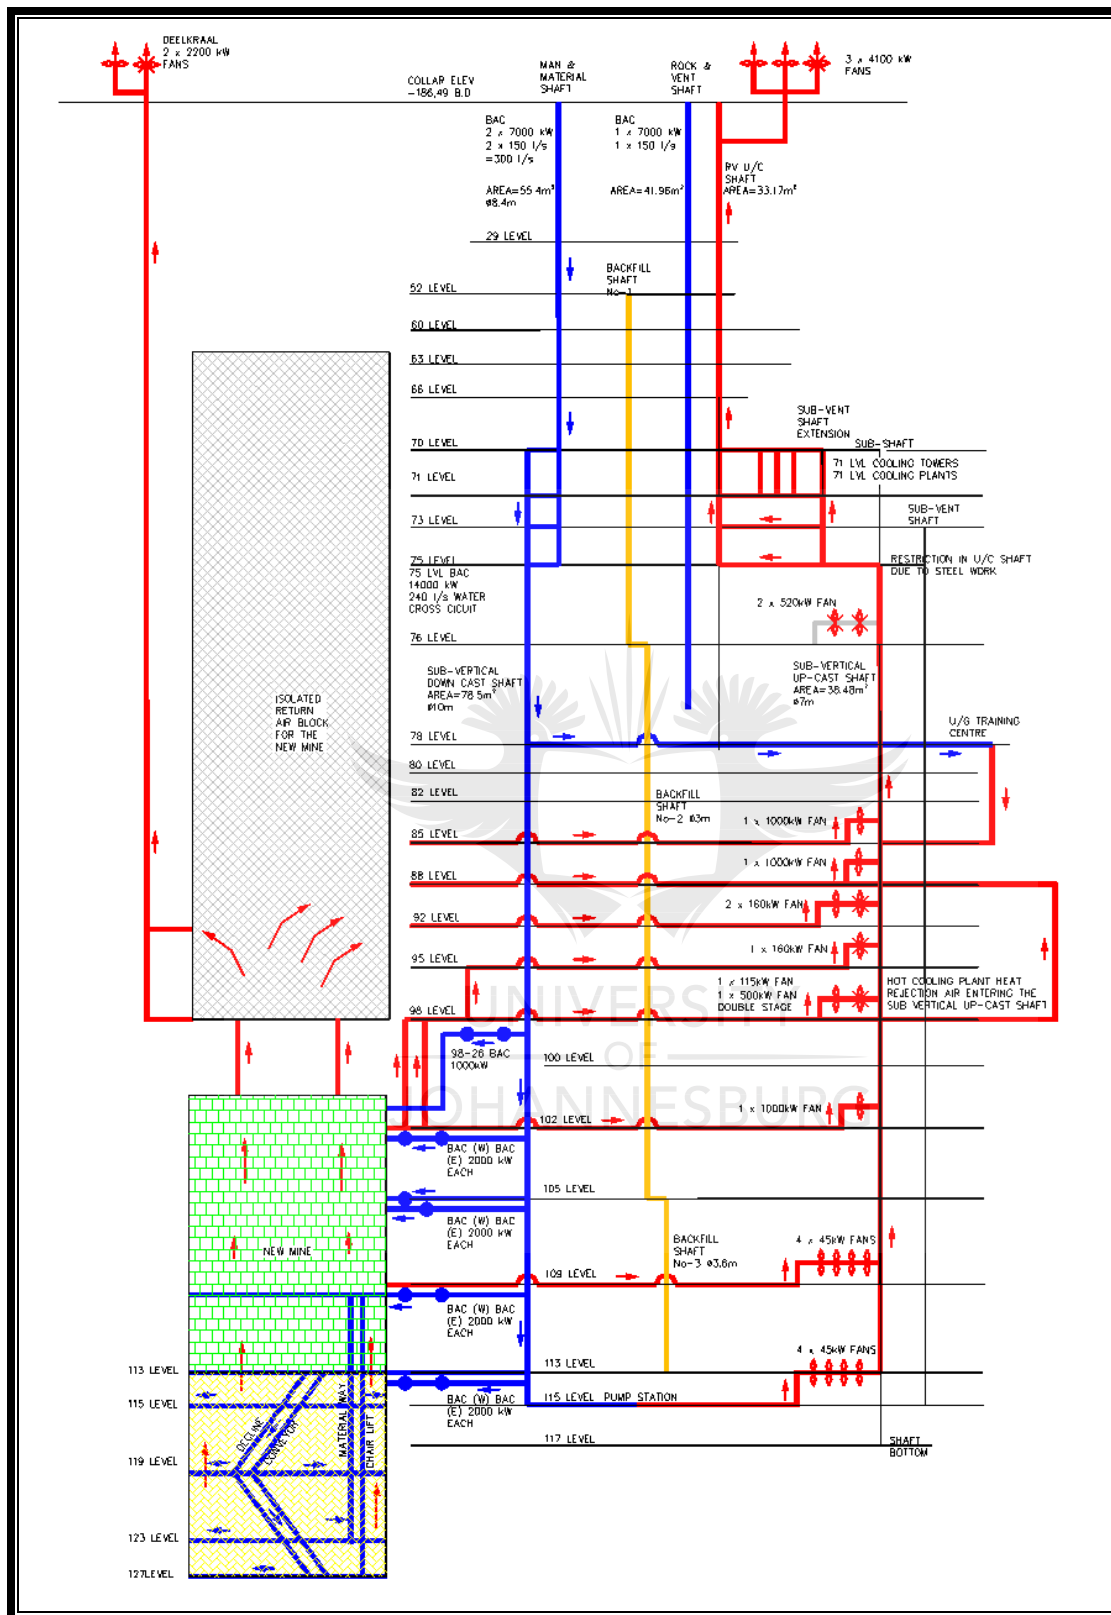 DEELKRAAL
2 x 2200 kW
FANS
MAN &
MATERIAL
SHAFT
ROCK &
VENT
SHAFT
3 x 4100 kW
FANS
COLLAR ELEV
-186,49 B.D
BAC
2 x 7000 kW
2 x 150 l/s
=300 l/s
BAC
1 x 7000 kW
1 x 150 l/s
AREA=55.4m²
ø8.4m
AREA=41.96m²
RV U/C
SHAFT
AREA=33.17m²
29 LEVEL
BACKFILL
SHAFT
No-1
52 LEVEL
60 LEVEL
63 LEVEL
66 LEVEL
SUB-VENT
SHAFT
EXTENSION
70 LEVEL
SUB-SHAFT
71 LVL COOLING TOWERS
71 LVL COOLING PLANTS
71 LEVEL
73 LEVEL
SUB-VENT
SHAFT
75 LEVEL
75 LVL BAC
14000 kW
240 l/s WATER
CROSS CICUIT
RESTRICTION IN U/C SHAFT
DUE TO STEEL WORK
2 x 520kW FAN
76 LEVEL
SUB-VERTICAL
DOWN CAST SHAFT
AREA=78.5m²
ø10m
SUB-VERTICAL
UP-CAST SHAFT
AREA=38.48m²
ø7m
ISOLATED
RETURN
AIR BLOCK
FOR THE
NEW MINE
U/G TRAINING
CENTRE
78 LEVEL
80 LEVEL
82 LEVEL
BACKFILL
SHAFT
No-2 ø3m
1 x 1000kW FAN
85 LEVEL
1 x 1000kW FAN
88 LEVEL
2 x 160kW FAN
92 LEVEL
1 x 160kW FAN
95 LEVEL
1 x 115kW FAN
1 x 500kW FAN
DOUBLE STAGE
HOT COOLING PLANT HEAT
REJECTION AIR ENTERING THE
SUB VERTICAL UP-CAST SHAFT
98 LEVEL
UNIVERSITY
OF
JOHANNESBURG
98-26 BAC
1000kW
100 LEVEL
1 x 1000kW FAN
102 LEVEL
BAC (W) BAC
(E) 2000 kW
EACH
105 LEVEL
BAC (W) BAC
(E) 2000 kW
EACH
NEW MINE
BACKFILL
SHAFT
No-3 ø3.6m
4 x 45kW FANS
109 LEVEL
BAC (W) BAC
(E) 2000 kW
EACH
4 x 45kW FANS
113 LEVEL
113 LEVEL
BAC (W) BAC
(E) 2000 kW
EACH
115 LEVEL
115 LEVEL PUMP STATION
DECLINE
CONVEYOR
MATERIAL WAY
CHAIR LIFT
117 LEVEL
SHAFT
BOTTOM
119 LEVEL
123 LEVEL
127LEVEL